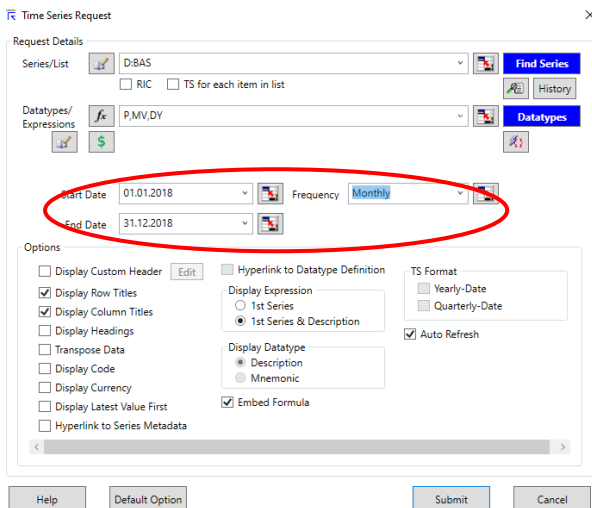 Time Series Request
Request Details
Series/List D:BAS Find Series
RIC TS for each item in list History
Datatypes/ Expressions fx P,MV,DY Datatypes
$
Start Date 01.01.2018 Frequency Monthly
End Date 31.12.2018
Options
Display Custom Header Edit Hyperlink to Datatype Definition TS Format
Display Row Titles Display Expression Yearly-Date
Display Column Titles 1st Series Quarterly-Date
Display Headings 1st Series & Description Auto Refresh
Transpose Data Display Datatype
Display Code Description
Display Currency Mnemonic
Display Latest Value First Embed Formula
Hyperlink to Series Metadata
Help Default Option Submit Cancel